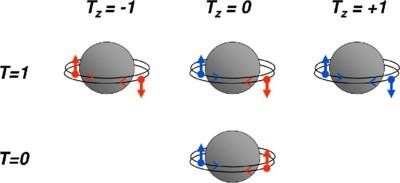 T_z = -1 T_z = 0 T_z = +1
T=1
T=0